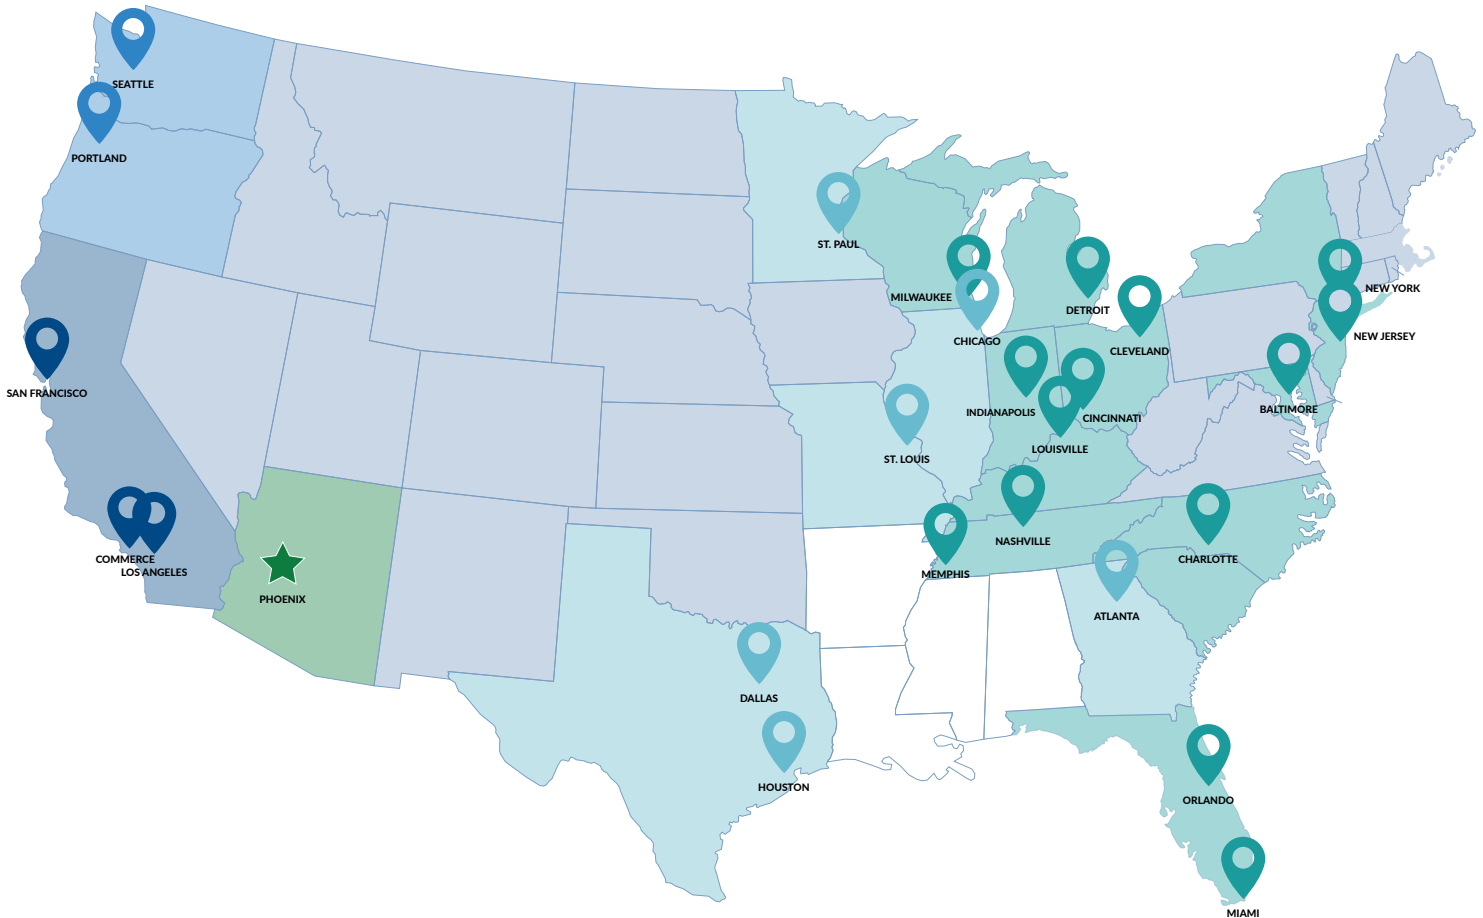 SEATTLE
PORTLAND
ST. PAUL
NEW YORK
MILWAUKEE
DETROIT
NEW JERSEY
CHICAGO
CLEVELAND
SAN FRANCISCO
BALTIMORE
INDIANAPOLIS
CINCINNATI
LOUISVILLE
ST. LOUIS
NASHVILLE
COMMERCE
CHARLOTTE
LOS ANGELES
MEMPHIS
PHOENIX
ATLANTA
DALLAS
HOUSTON
ORLANDO
MIAMI